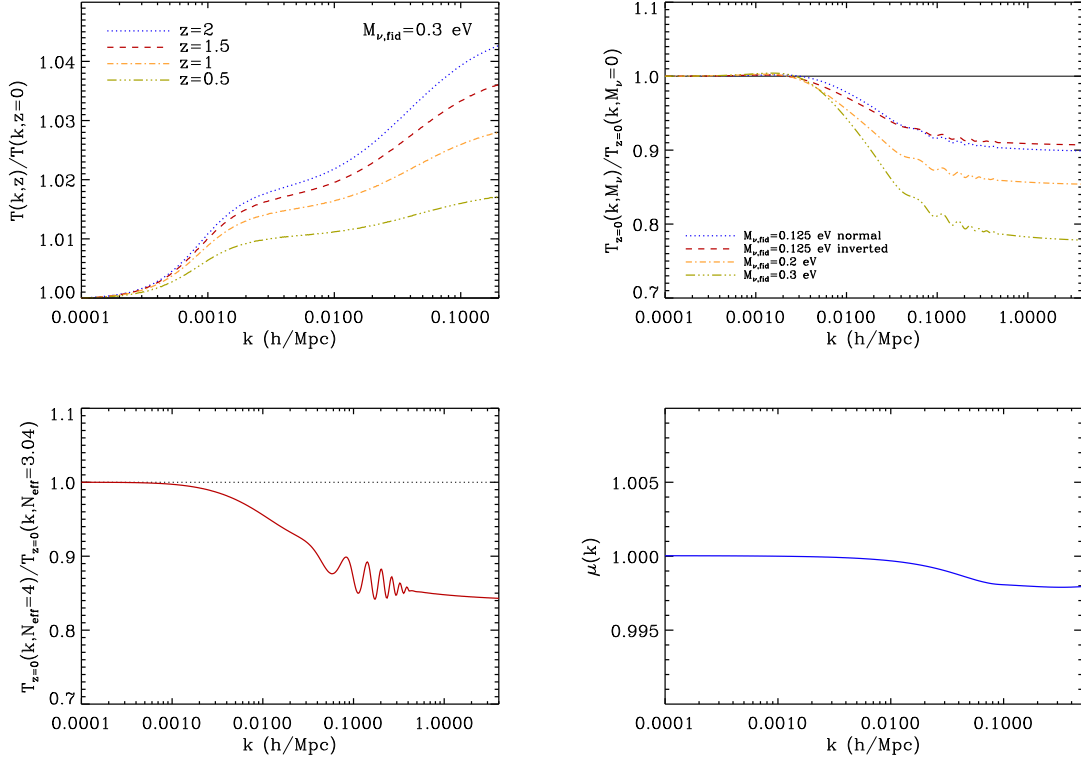 T(k,z)/T(k,z=0)
1.04
1.03
1.02
1.01
1.00
z=2
z=1.5
z=1
z=0.5
M_ν,fid=0.3 eV
0.0001 0.0010 0.0100 0.1000
k (h/Mpc)
T_z=0(k,M_ν)/T_z=0(k,M_ν=0)
1.1
1.0
0.9
0.8
0.7
M_ν,fid=0.125 eV normal
M_ν,fid=0.125 eV inverted
M_ν,fid=0.2 eV
M_ν,fid=0.3 eV
0.0001 0.0010 0.0100 0.1000 1.0000
k (h/Mpc)
T_z=0(k,N_eff=4)/T_z=0(k,N_eff=3.04)
1.1
1.0
0.9
0.8
0.7
0.0001 0.0010 0.0100 0.1000 1.0000
k (h/Mpc)
μ(k)
1.005
1.000
0.995
0.0001 0.0010 0.0100 0.1000
k (h/Mpc)